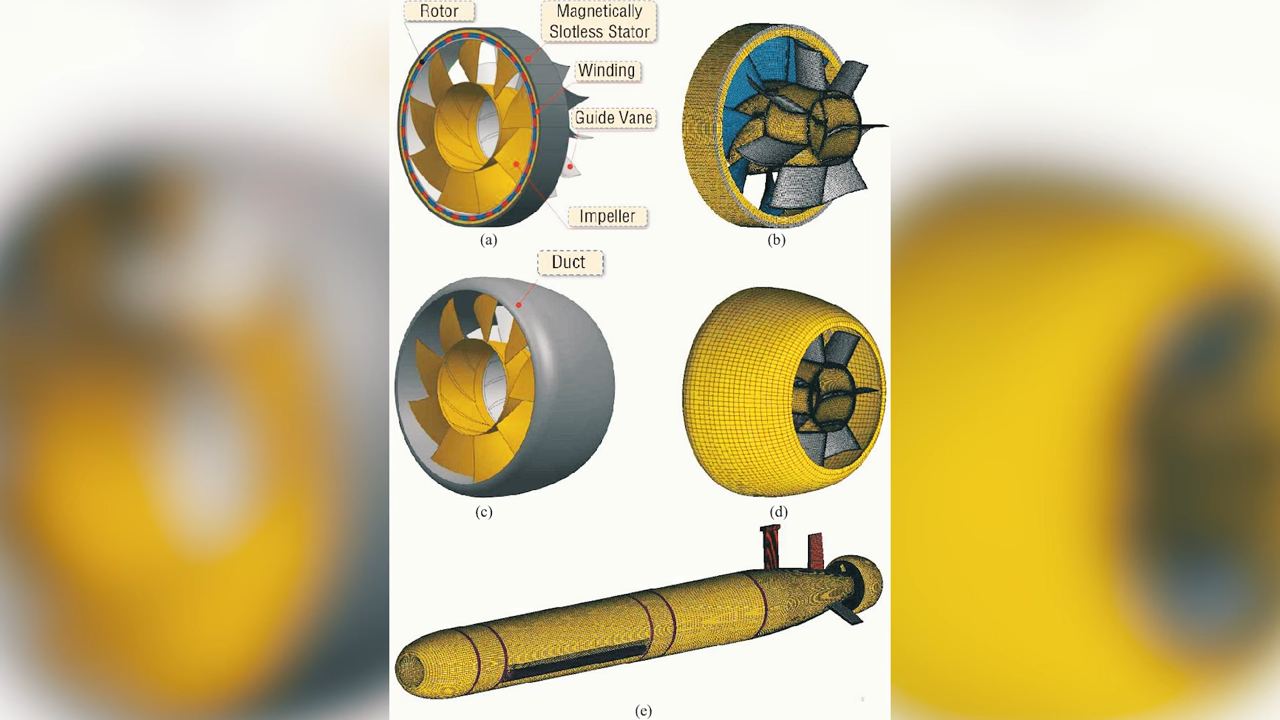 Rotor
Magnetically
Slotless Stator
Winding
Guide Vane
Impeller
(a)
(b)
Duct
(c)
(d)
(e)